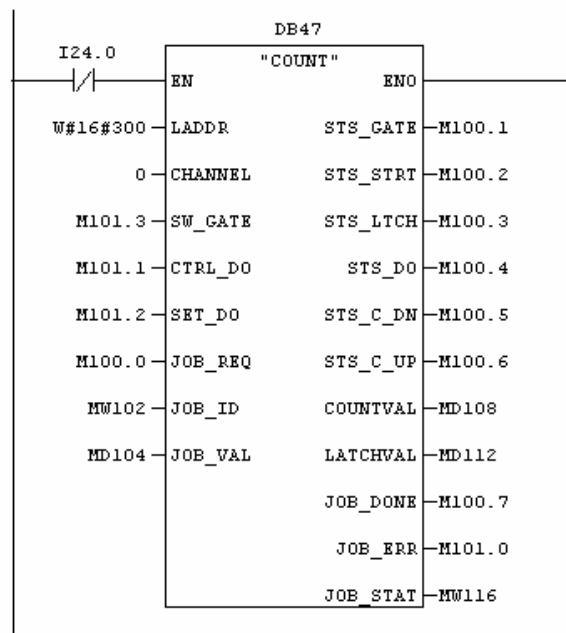 DB47
I24.0
"COUNT"
EN ENO
W#16#300 LADDR STS_GATE M100.1
0 CHANNEL STS_STRT M100.2
M101.3 SW_GATE STS_LTCH M100.3
M101.1 CTRL_DO STS_DO M100.4
M101.2 SET_DO STS_C_DN M100.5
M100.0 JOB_REQ STS_C_UP M100.6
MW102 JOB_ID COUNTVAL MD108
MD104 JOB_VAL LATCHVAL MD112
JOB_DONE M100.7
JOB_ERR M101.0
JOB_STAT MW116